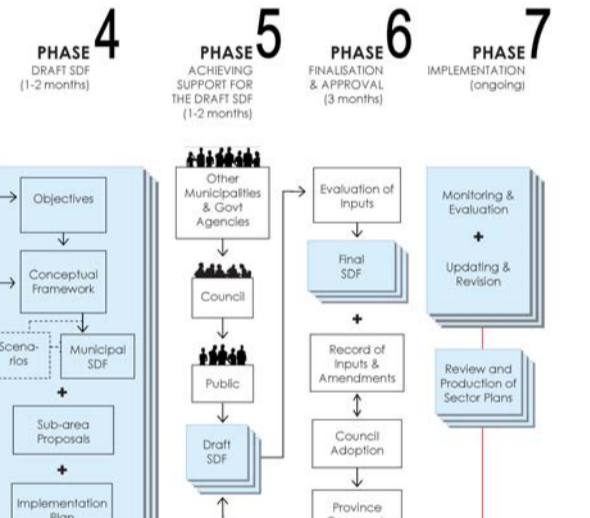 PHASE 4
DRAFT SDF
(1-2 months)
Objectives
Conceptual
Framework
Scena-
rios
Municipal
SDF
+
Sub-area
Proposals
+
Implementation
Plan
PHASE 5
ACHIEVING
SUPPORT FOR
THE DRAFT SDF
(1-2 months)
Other
Municipalities
& Govt
Agencies
Council
Public
Draft
SDF
PHASE 6
FINALISATION
& APPROVAL
(3 months)
Evaluation of
Inputs
Final
SDF
+
Record of
Inputs &
Amendments
Council
Adoption
Province
PHASE 7
IMPLEMENTATION
(ongoing)
Monitoring &
Evaluation
+
Updating &
Revision
Review and
Production of
Sector Plans